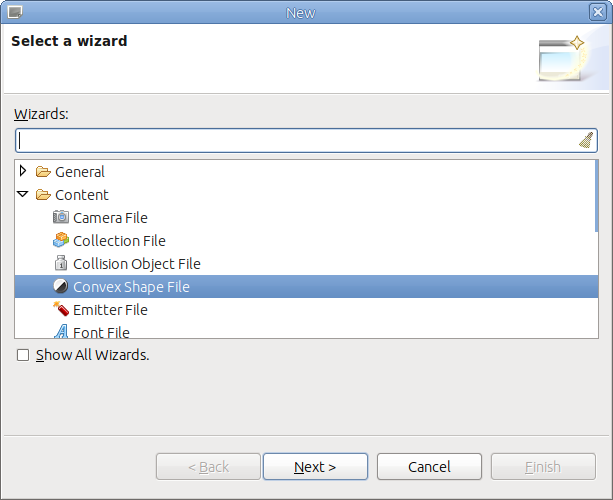 New
Select a wizard
Wizards:
General
Content
Camera File
Collection File
Collision Object File
Convex Shape File
Emitter File
Font File
Show All Wizards.
< Back
Next >
Cancel
Finish